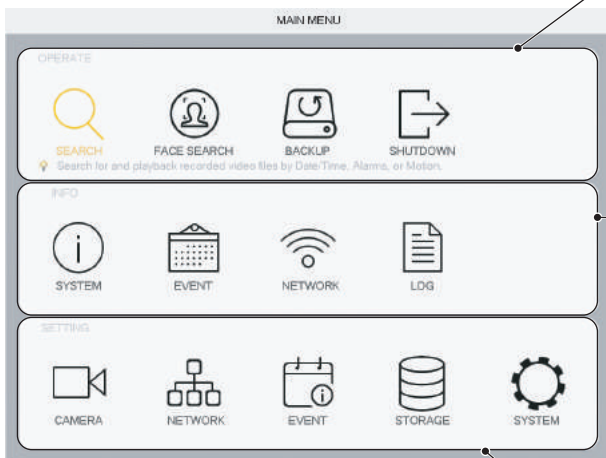 MAIN MENU
OPERATE
SEARCH FACE SEARCH BACKUP SHUTDOWN
Search for and playback recorded video files by Date/Time, Alarms, or Motion.
INFO
SYSTEM EVENT NETWORK LOG
SETTING
CAMERA NETWORK EVENT STORAGE SYSTEM